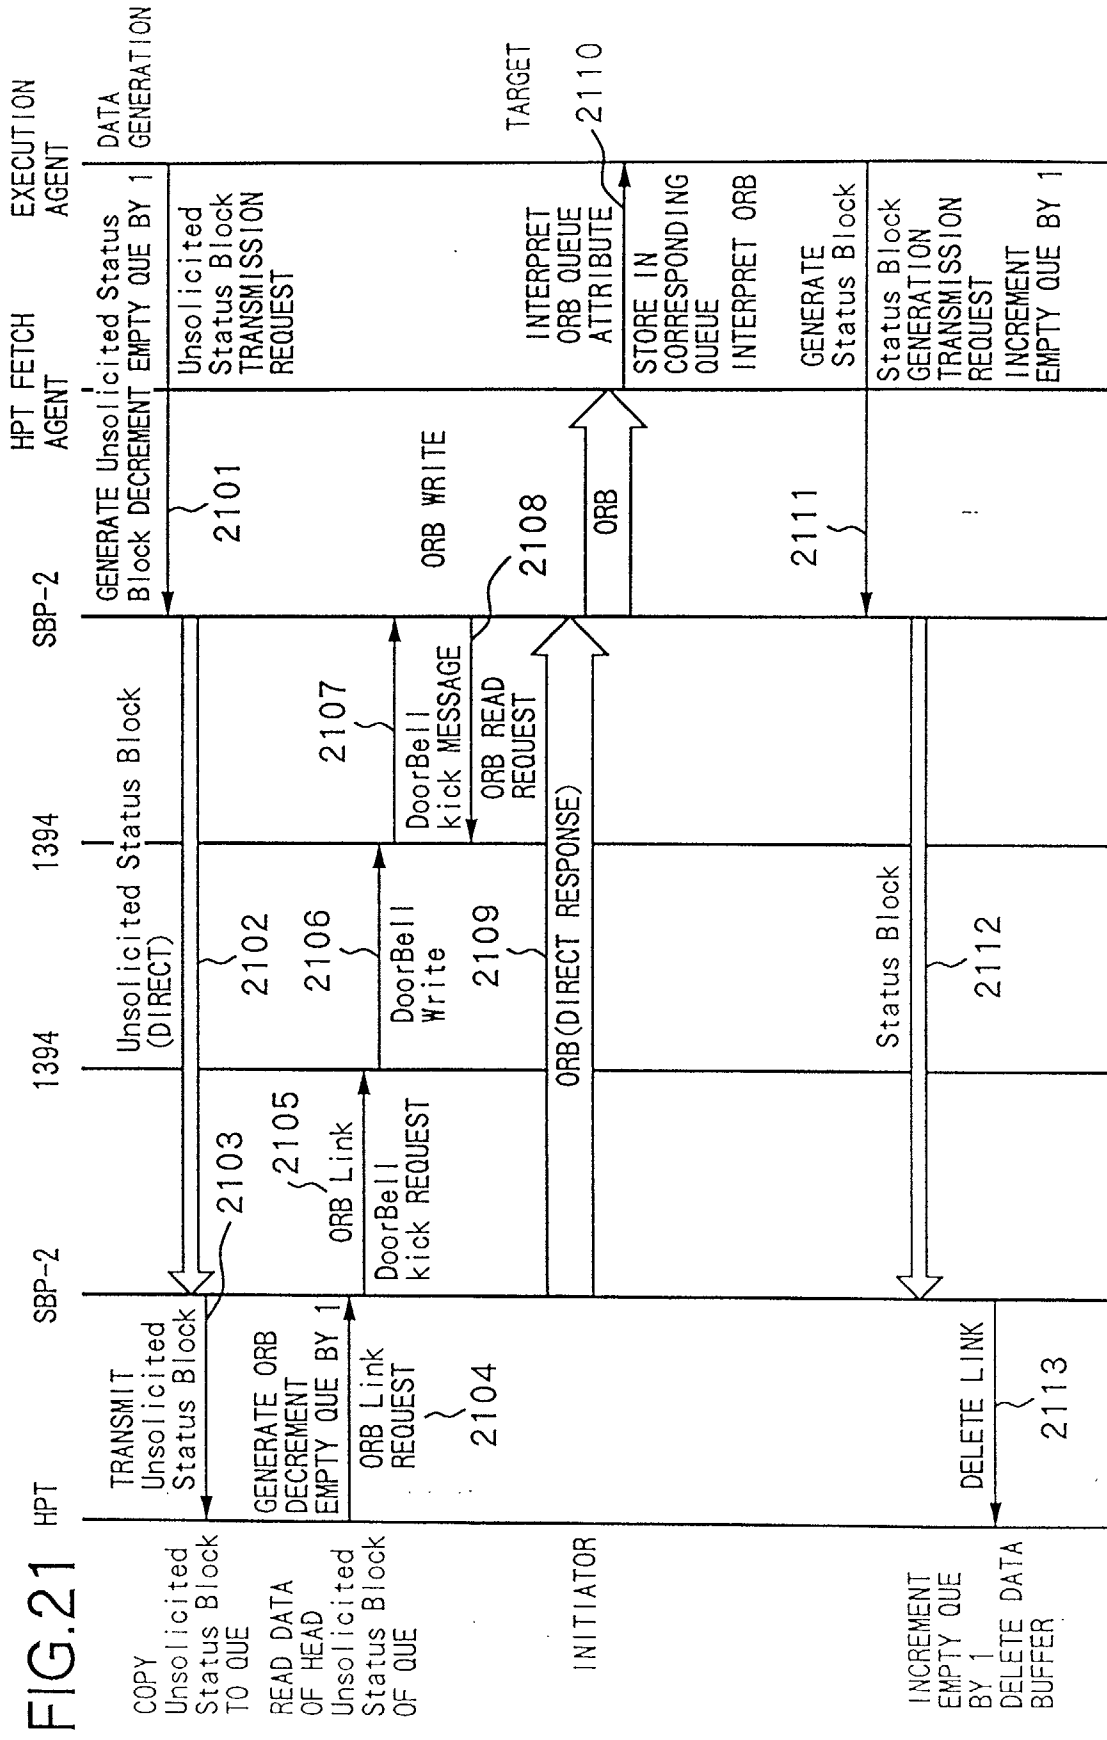 FIG.21
HPT
SBP-2
1394
1394
SBP-2
HPT FETCH
AGENT
EXECUTION
AGENT
DATA
GENERATION
GENERATE Unsolicited Status
Block DECREMENT EMPTY QUE BY 1
Unsolicited
Status Block
TRANSMISSION
REQUEST
2101
Unsolicited Status Block
(DIRECT)
2102
TRANSMIT
Unsolicited
Status Block
2103
COPY
Unsolicited
Status Block
TO QUE
READ DATA
OF HEAD
Unsolicited
Status Block
OF QUE
GENERATE ORB
DECREMENT
EMPTY QUE BY 1
ORB Link
REQUEST
2104
2105
ORB Link
DoorBell
kick REQUEST
2106
DoorBell
Write
2107
DoorBell
kick MESSAGE
ORB WRITE
2108
ORB READ
REQUEST
2109
ORB(DIRECT RESPONSE)
ORB
INTERPRET
ORB QUEUE
ATTRIBUTE
TARGET
2110
STORE IN
CORRESPONDING
QUEUE
INTERPRET ORB
INITIATOR
GENERATE
Status Block
2111
Status Block
GENERATION
TRANSMISSION
REQUEST
INCREMENT
EMPTY QUE BY 1
Status Block
2112
DELETE LINK
2113
INCREMENT
EMPTY QUE
BY 1
DELETE DATA
BUFFER